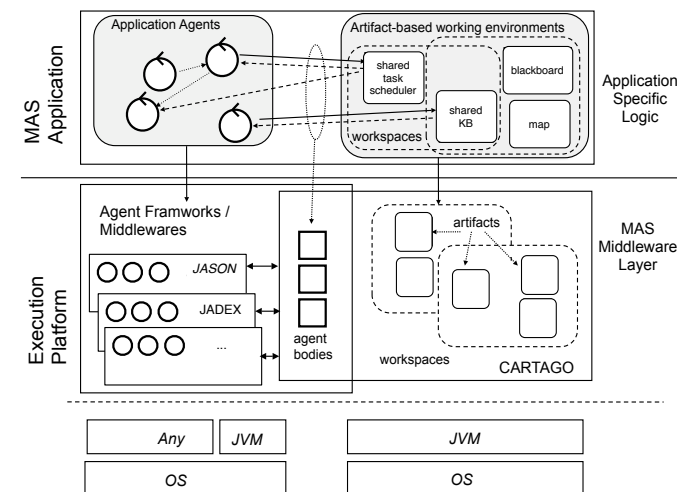 Application Agents
Artifact-based working environments
MAS
Application
shared
task
scheduler
blackboard
shared
KB
map
workspaces
Application
Specific
Logic
Agent Framworks /
Middlewares
JASON
JADEX
...
agent
bodies
artifacts
workspaces
CARTAGO
MAS
Middleware
Layer
Execution
Platform
Any
JVM
JVM
OS
OS